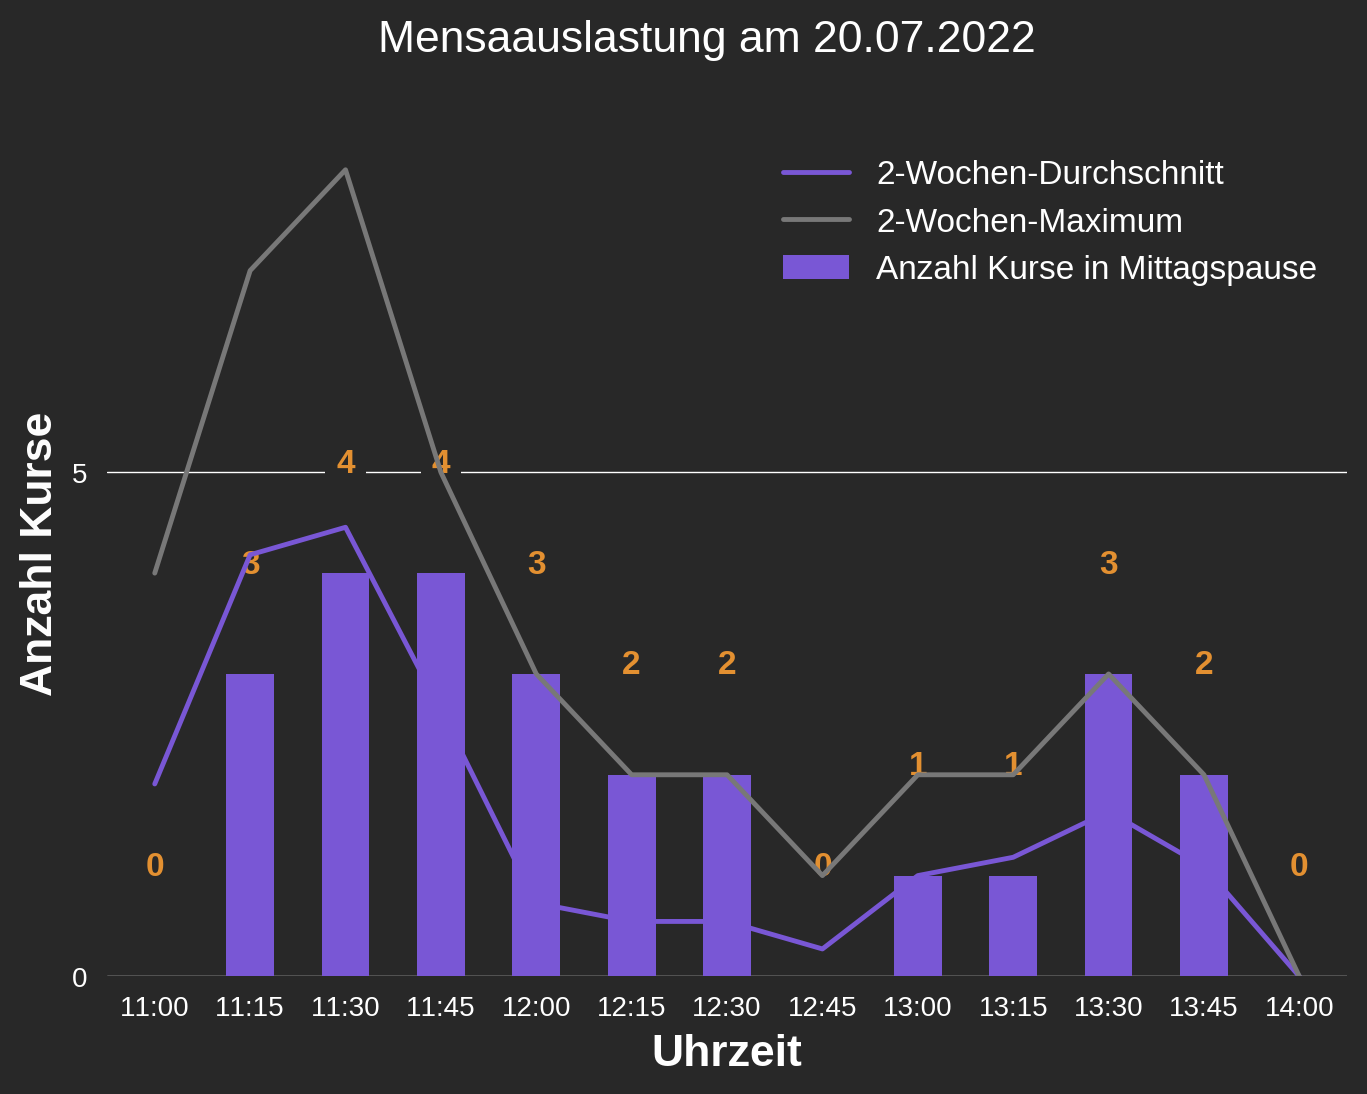 Mensaauslastung am 20.07.2022
2-Wochen-Durchschnitt
2-Wochen-Maximum
Anzahl Kurse in Mittagspause
Anzahl Kurse
5
0
0
3
4
4
3
2
2
0
1
1
3
2
0
11:00 11:15 11:30 11:45 12:00 12:15 12:30 12:45 13:00 13:15 13:30 13:45 14:00
Uhrzeit